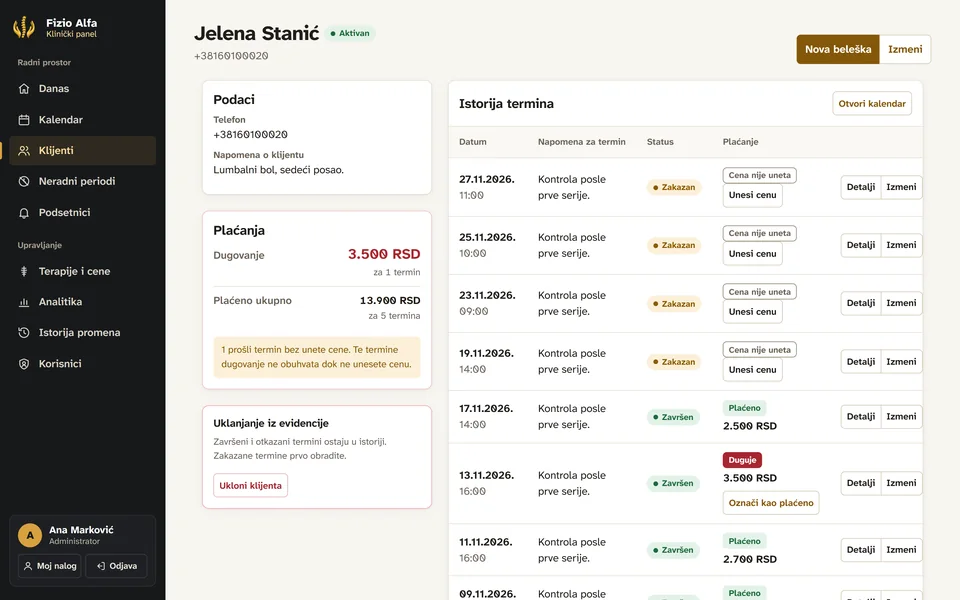 Fizio Alfa
Klinički panel
Radni prostor
Danas
Kalendar
Klijenti
Neradni periodi
Podsetnici
Upravljanje
Terapije i cene
Analitika
Istorija promena
Korisnici
A
Ana Marković
Administrator
Moj nalog
Odjava
Jelena Stanić
Aktivan
+38160100020
Nova beleška
Izmeni
Podaci
Telefon
+38160100020
Napomena o klijentu
Lumbalni bol, sedeći posao.
Plaćanja
Dugovanje
3.500 RSD
za 1 termin
Plaćeno ukupno
13.900 RSD
za 5 termina
1 prošli termin bez unete cene. Te termine
dugovanje ne obuhvata dok ne unesete cenu.
Uklanjanje iz evidencije
Završeni i otkazani termini ostaju u istoriji.
Zakazane termine prvo obradite.
Ukloni klijenta
Istorija termina
Otvori kalendar
Datum
Napomena za termin
Status
Plaćanje
27.11.2026.
11:00
Kontrola posle
prve serije.
Zakazan
Cena nije uneta
Unesi cenu
Detalji
Izmeni
25.11.2026.
10:00
Kontrola posle
prve serije.
Zakazan
Cena nije uneta
Unesi cenu
Detalji
Izmeni
23.11.2026.
09:00
Kontrola posle
prve serije.
Zakazan
Cena nije uneta
Unesi cenu
Detalji
Izmeni
19.11.2026.
14:00
Kontrola posle
prve serije.
Zakazan
Cena nije uneta
Unesi cenu
Detalji
Izmeni
17.11.2026.
14:00
Kontrola posle
prve serije.
Završen
Plaćeno
2.500 RSD
Detalji
Izmeni
13.11.2026.
16:00
Kontrola posle
prve serije.
Završen
Duguje
3.500 RSD
Označi kao plaćeno
Detalji
Izmeni
11.11.2026.
16:00
Kontrola posle
prve serije.
Završen
Plaćeno
2.700 RSD
Detalji
Izmeni
09.11.2026.
Kontrola posle
Plaćeno